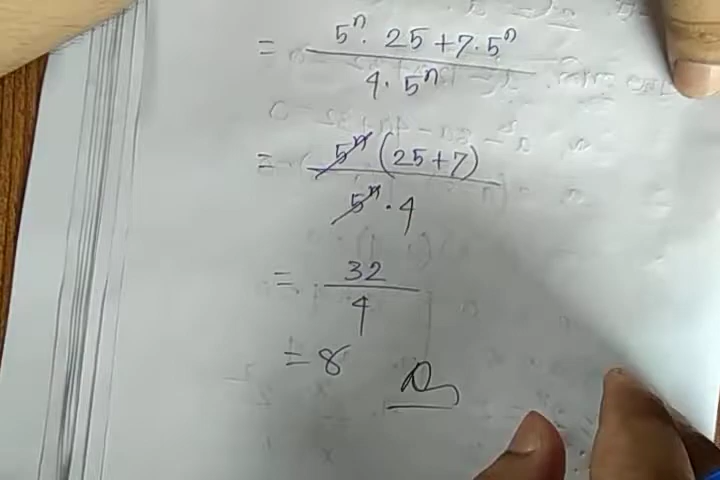 = 5ⁿ · 25 + 7 · 5ⁿ / 4 · 5ⁿ
= 5ⁿ (25 + 7) / 5ⁿ · 4
= 32 / 4
= 8